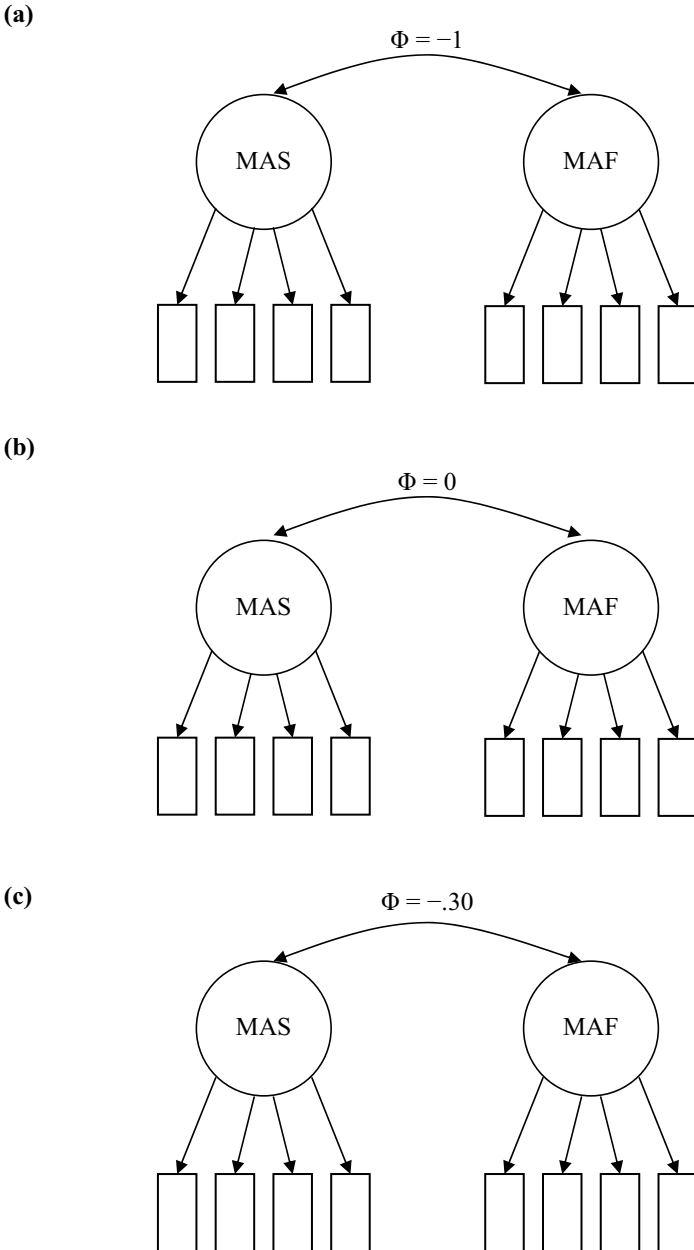 (a)
Φ = −1
MAS MAF
(b)
Φ = 0
MAS MAF
(c)
Φ = −.30
MAS MAF